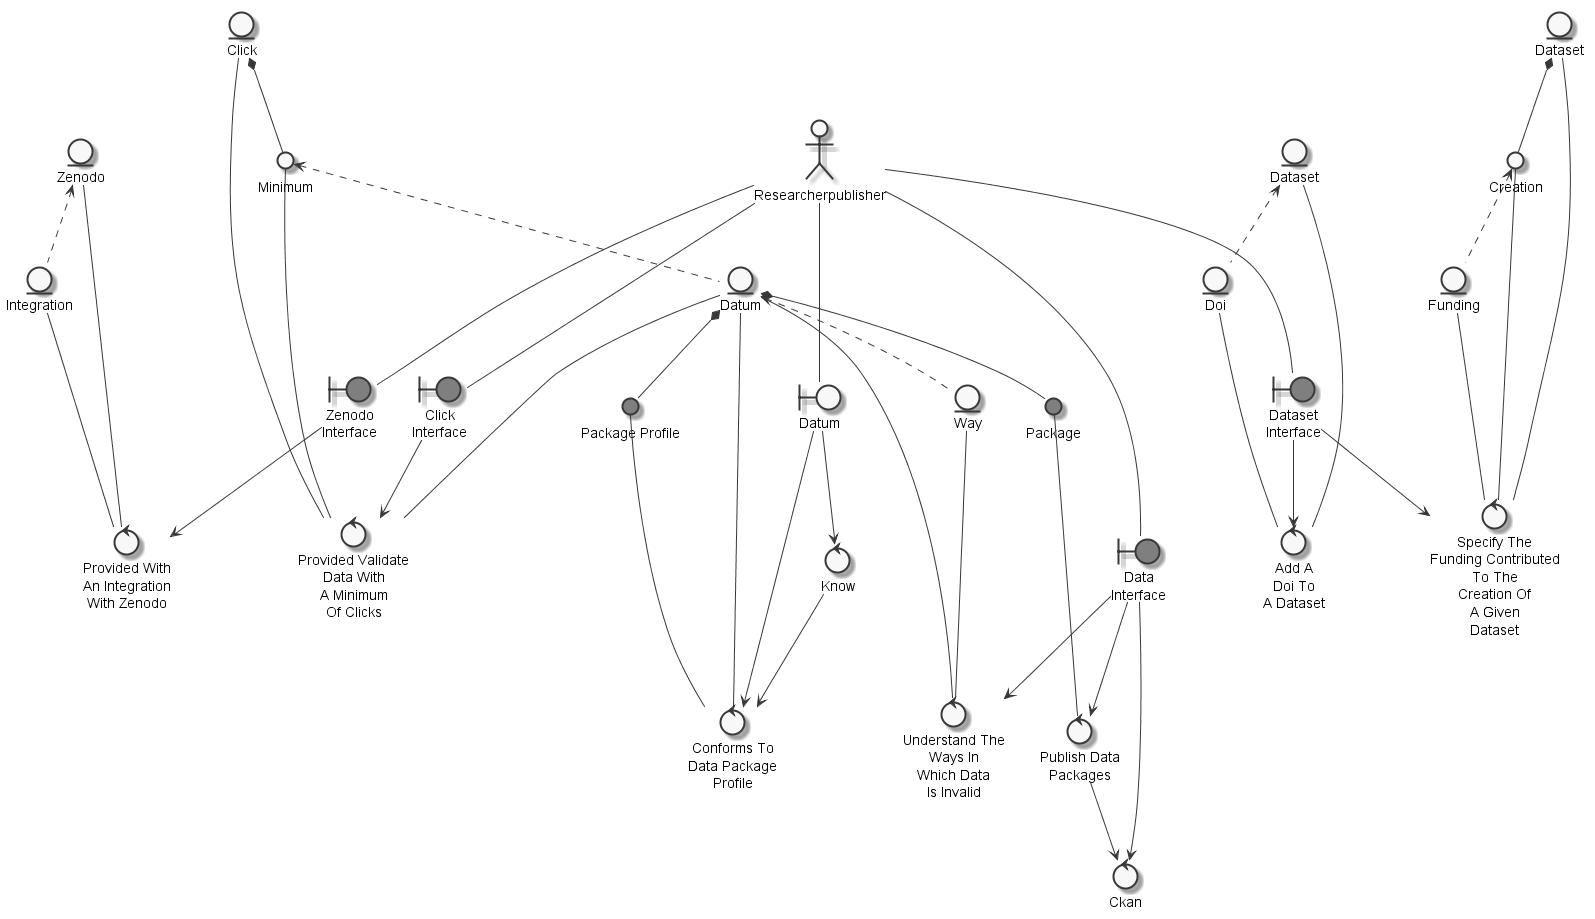 Click
Dataset
Zenodo
Minimum
Researcherpublisher
Dataset
Creation
Integration
Datum
Doi
Funding
Zenodo
Interface
Click
Interface
Package Profile
Datum
Way
Package
Dataset
Interface
Provided With
An Integration
With Zenodo
Provided Validate
Data With
A Minimum
Of Clicks
Know
Data
Interface
Add A
Doi To
A Dataset
Specify The
Funding Contributed
To The
Creation Of
A Given
Dataset
Conforms To
Data Package
Profile
Understand The
Ways In
Which Data
Is Invalid
Publish Data
Packages
Ckan